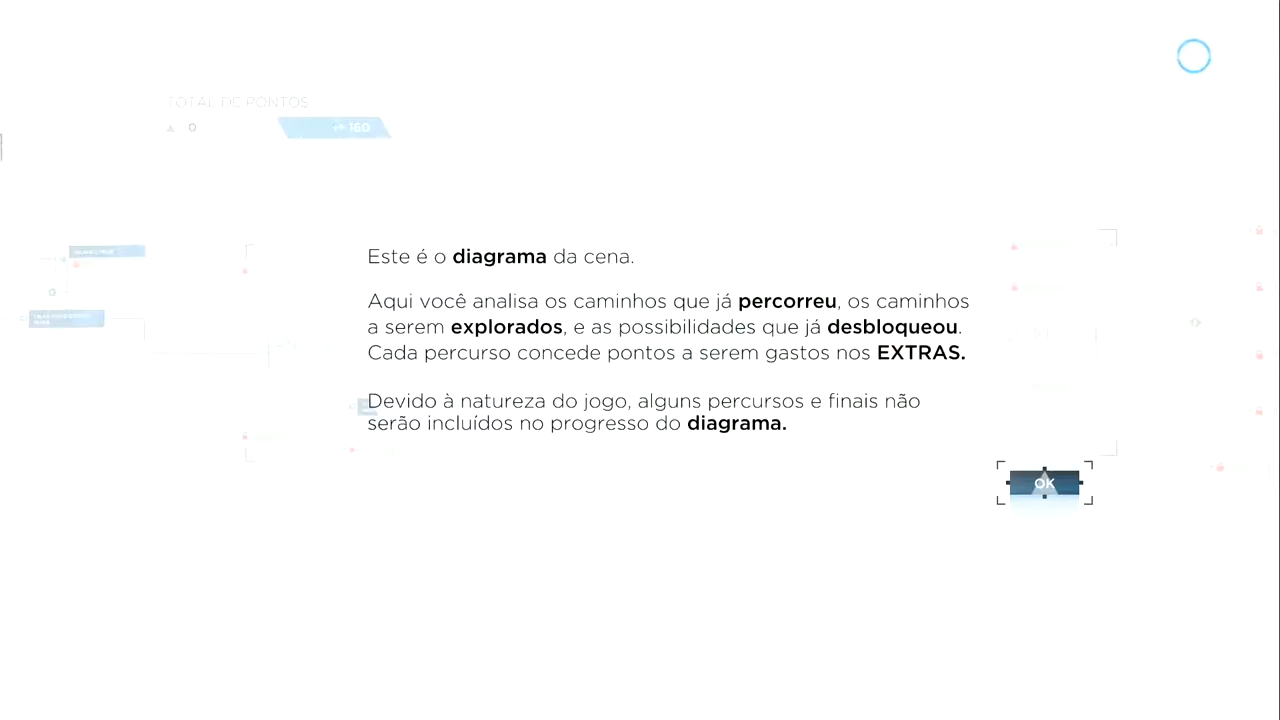 TOTAL DE PONTOS
0
160
Este é o diagrama da cena.
Aqui você analisa os caminhos que já percorreu, os caminhos
a serem explorados, e as possibilidades que já desbloqueou.
Cada percurso concede pontos a serem gastos nos EXTRAS.
Devido à natureza do jogo, alguns percursos e finais não
serão incluídos no progresso do diagrama.
OK